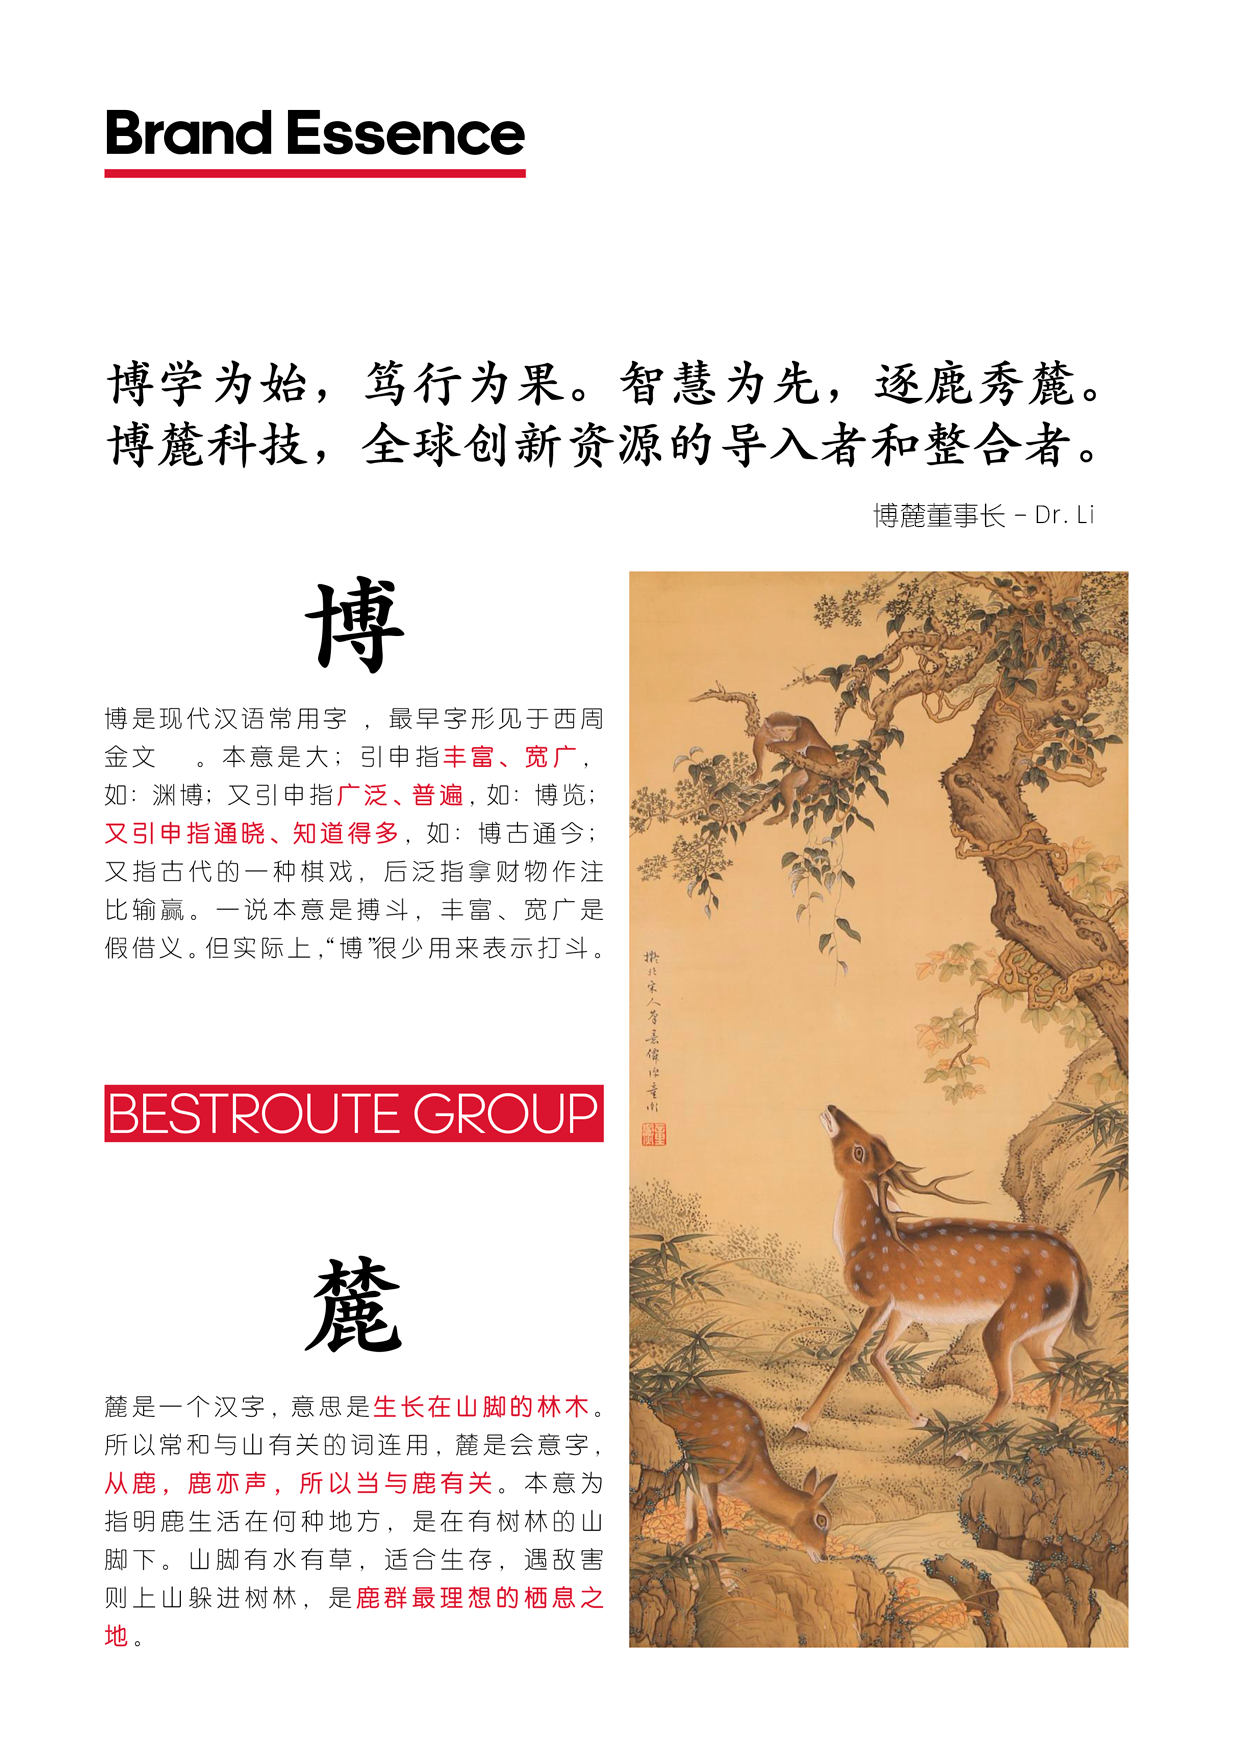 Brand Essence
博学为始，笃行为果。智慧为先，逐鹿秀麓。
博麓科技，全球创新资源的导入者和整合者。
博麓董事长 - Dr. Li
博
博是现代汉语常用字 ，最早字形见于西周
金文 。本意是大；引申指丰富、宽广，
如：渊博；又引申指广泛、普遍，如：博览；
又引申指通晓、知道得多，如：博古通今；
又指古代的一种棋戏，后泛指拿财物作注
比输赢。一说本意是搏斗，丰富、宽广是
假借义。但实际上，“博”很少用来表示打斗。
BESTROUTE GROUP
麓
麓是一个汉字，意思是生长在山脚的林木。
所以常和与山有关的词连用，麓是会意字，
从鹿，鹿亦声，所以当与鹿有关。本意为
指明鹿生活在何种地方，是在有树林的山
脚下。山脚有水有草，适合生存，遇敌害
则上山躲进树林，是鹿群最理想的栖息之
地。